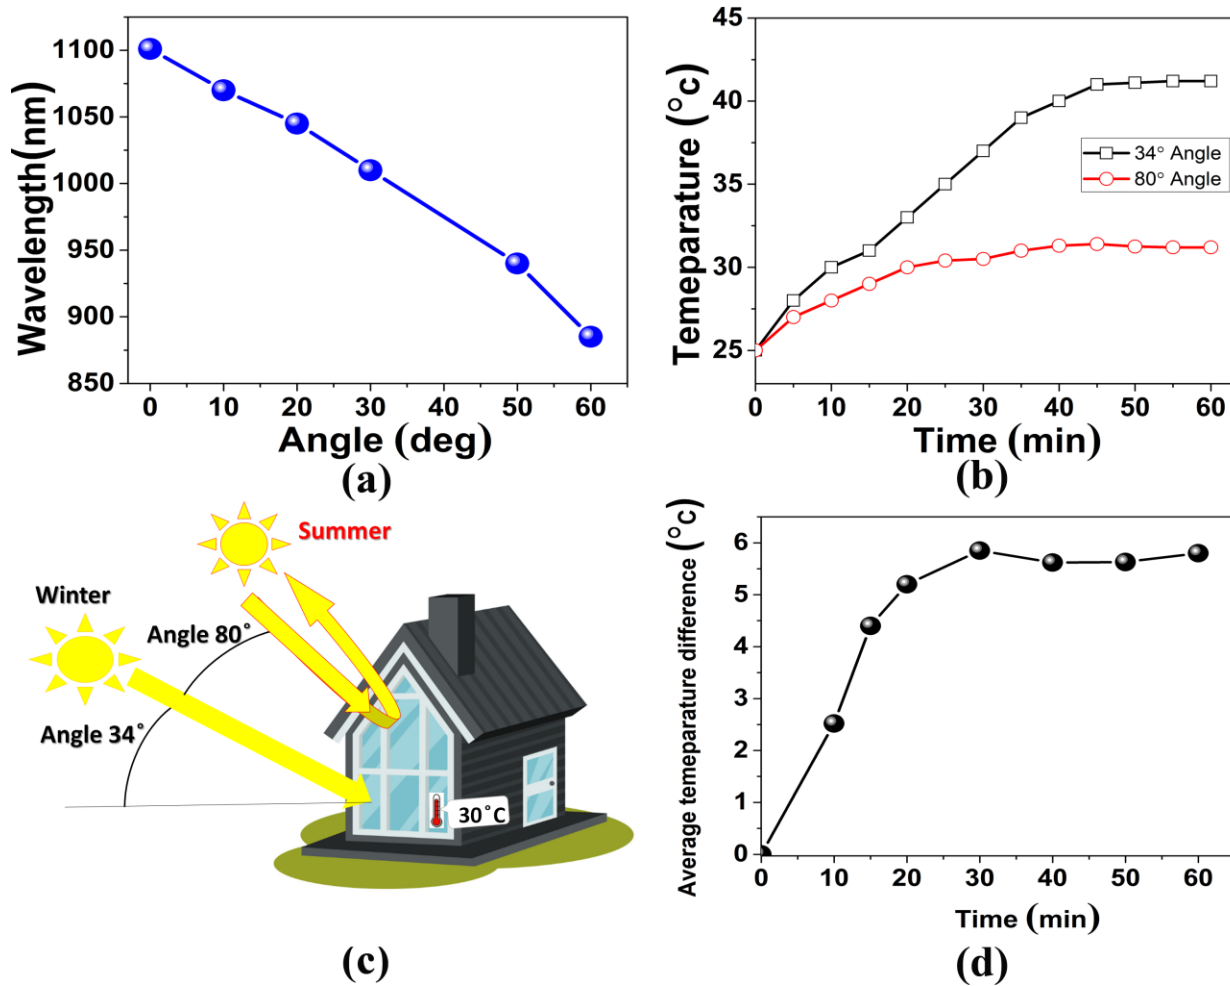 1100
1050
1000
950
900
850
Wavelength(nm)
0 10 20 30 40 50 60
Angle (deg)
(a)
45
40
35
30
25
Temeparature (°c)
34° Angle
80° Angle
0 10 20 30 40 50 60
Time (min)
(b)
Summer
Winter
Angle 80°
Angle 34°
30°C
(c)
6
5
4
3
2
1
0
Average temeparature difference (°c)
0 10 20 30 40 50 60
Time (min)
(d)